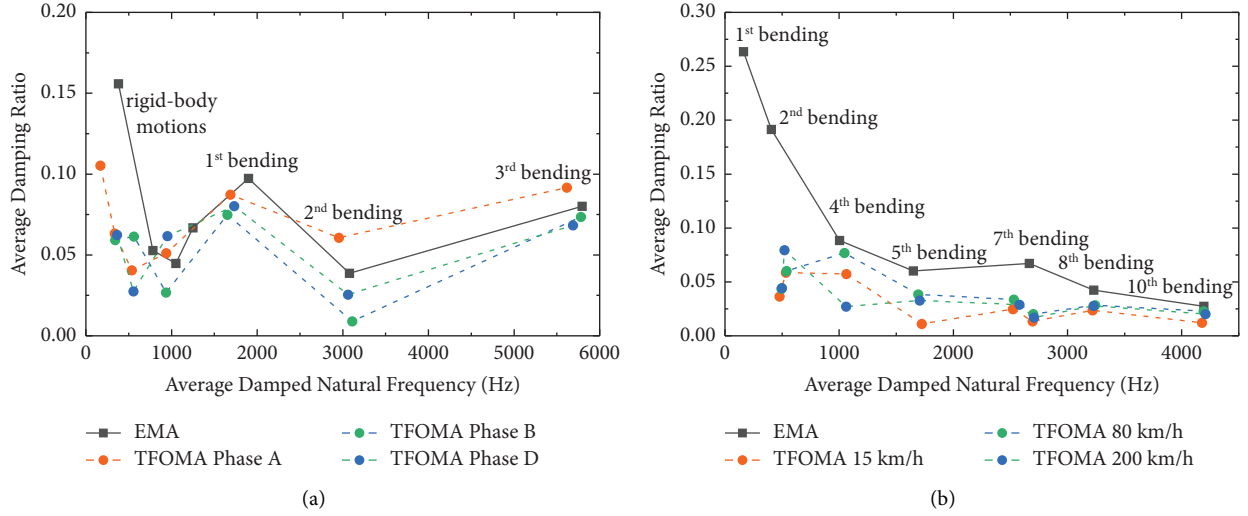 0.20
0.15
0.10
0.05
0.00
Average Damping Ratio
rigid-body
motions
1st bending
2nd bending
3rd bending
0 1000 2000 3000 4000 5000 6000
Average Damped Natural Frequency (Hz)
EMA
TFOMA Phase A
TFOMA Phase B
TFOMA Phase D
(a)
0.30
0.25
0.20
0.15
0.10
0.05
0.00
Average Damping Ratio
1st bending
2nd bending
4th bending
5th bending
7th bending
8th bending
10th bending
0 1000 2000 3000 4000
Average Damped Natural Frequency (Hz)
EMA
TFOMA 15 km/h
TFOMA 80 km/h
TFOMA 200 km/h
(b)